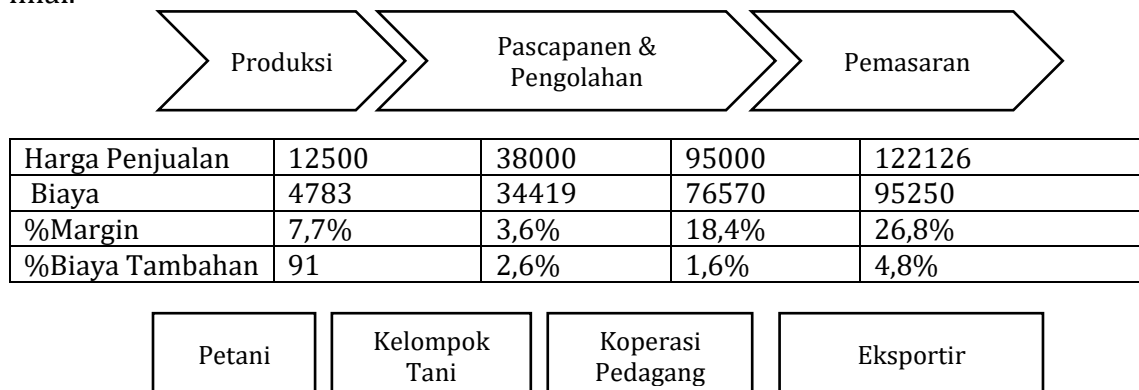 Produksi
Pascapanen &
Pengolahan
Pemasaran
Harga Penjualan 12500 38000 95000 122126
Biaya 4783 34419 76570 95250
%Margin 7,7% 3,6% 18,4% 26,8%
%Biaya Tambahan 91 2,6% 1,6% 4,8%
Petani
Kelompok
Tani
Koperasi
Pedagang
Eksportir